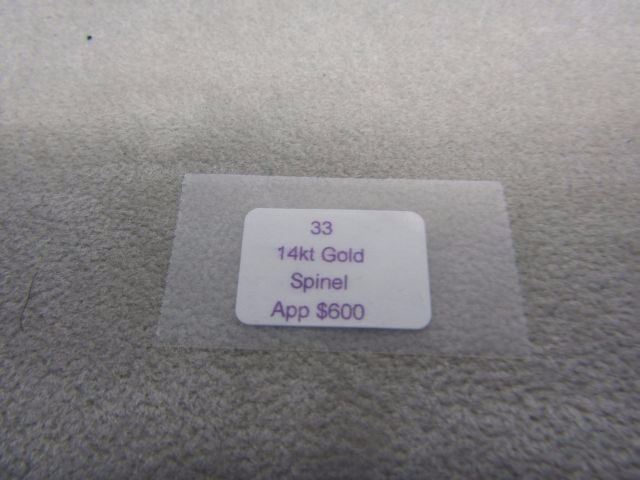 33
14kt Gold
Spinel
App $600